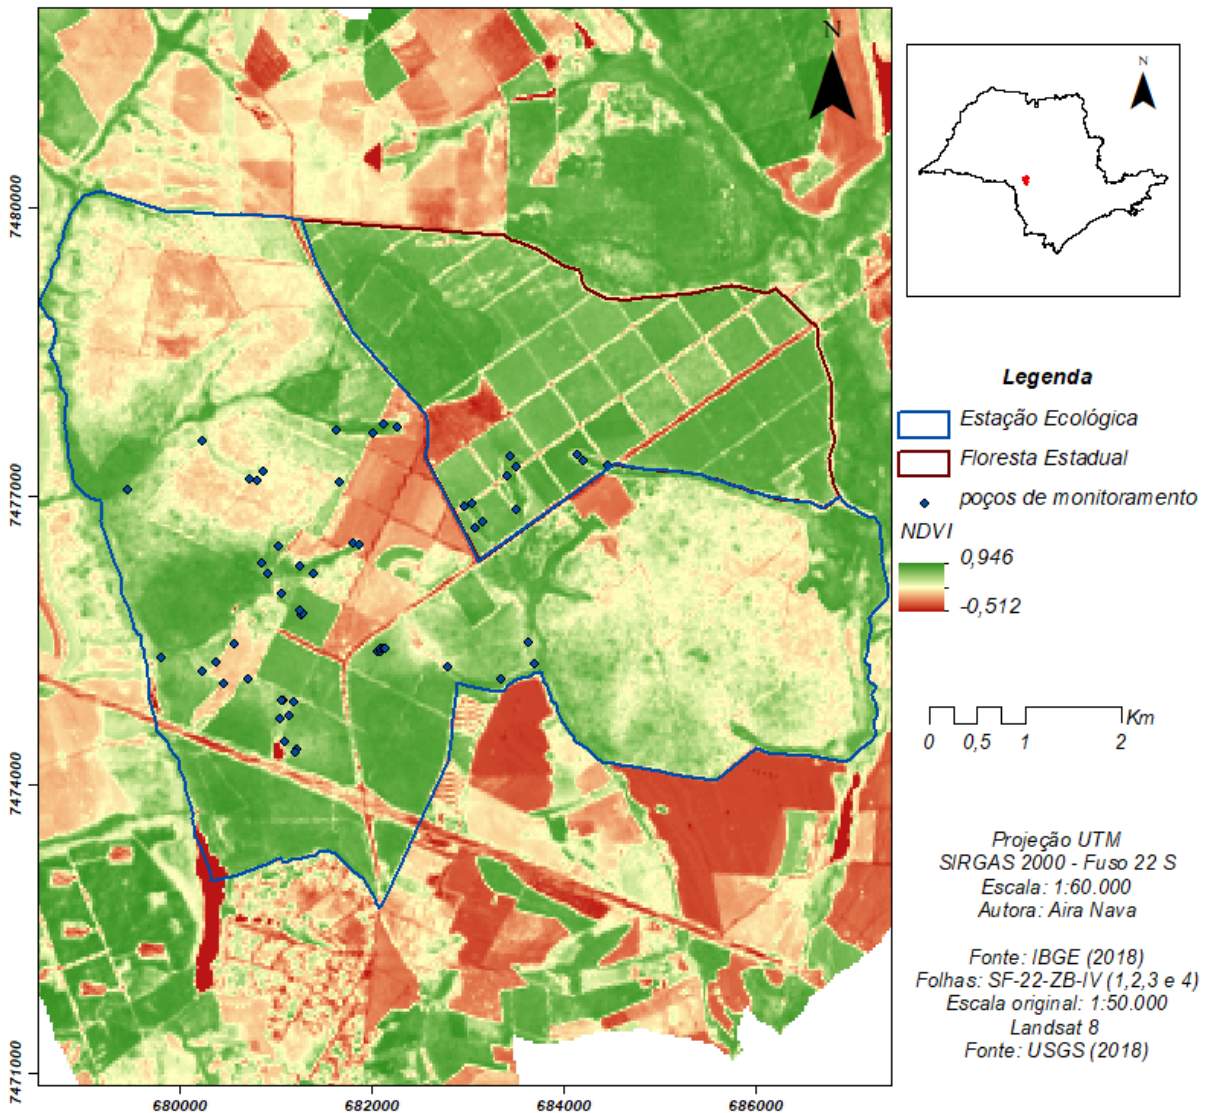 N
N
7480000
7477000
7474000
7471000
680000
682000
684000
686000
Legenda
Estação Ecológica
Floresta Estadual
poços de monitoramento
NDVI
0,946
-0,512
Km
0 0,5 1 2
Projeção UTM
SIRGAS 2000 - Fuso 22 S
Escala: 1:60.000
Autora: Aira Nava
Fonte: IBGE (2018)
Folhas: SF-22-ZB-IV (1,2,3 e 4)
Escala original: 1:50.000
Landsat 8
Fonte: USGS (2018)